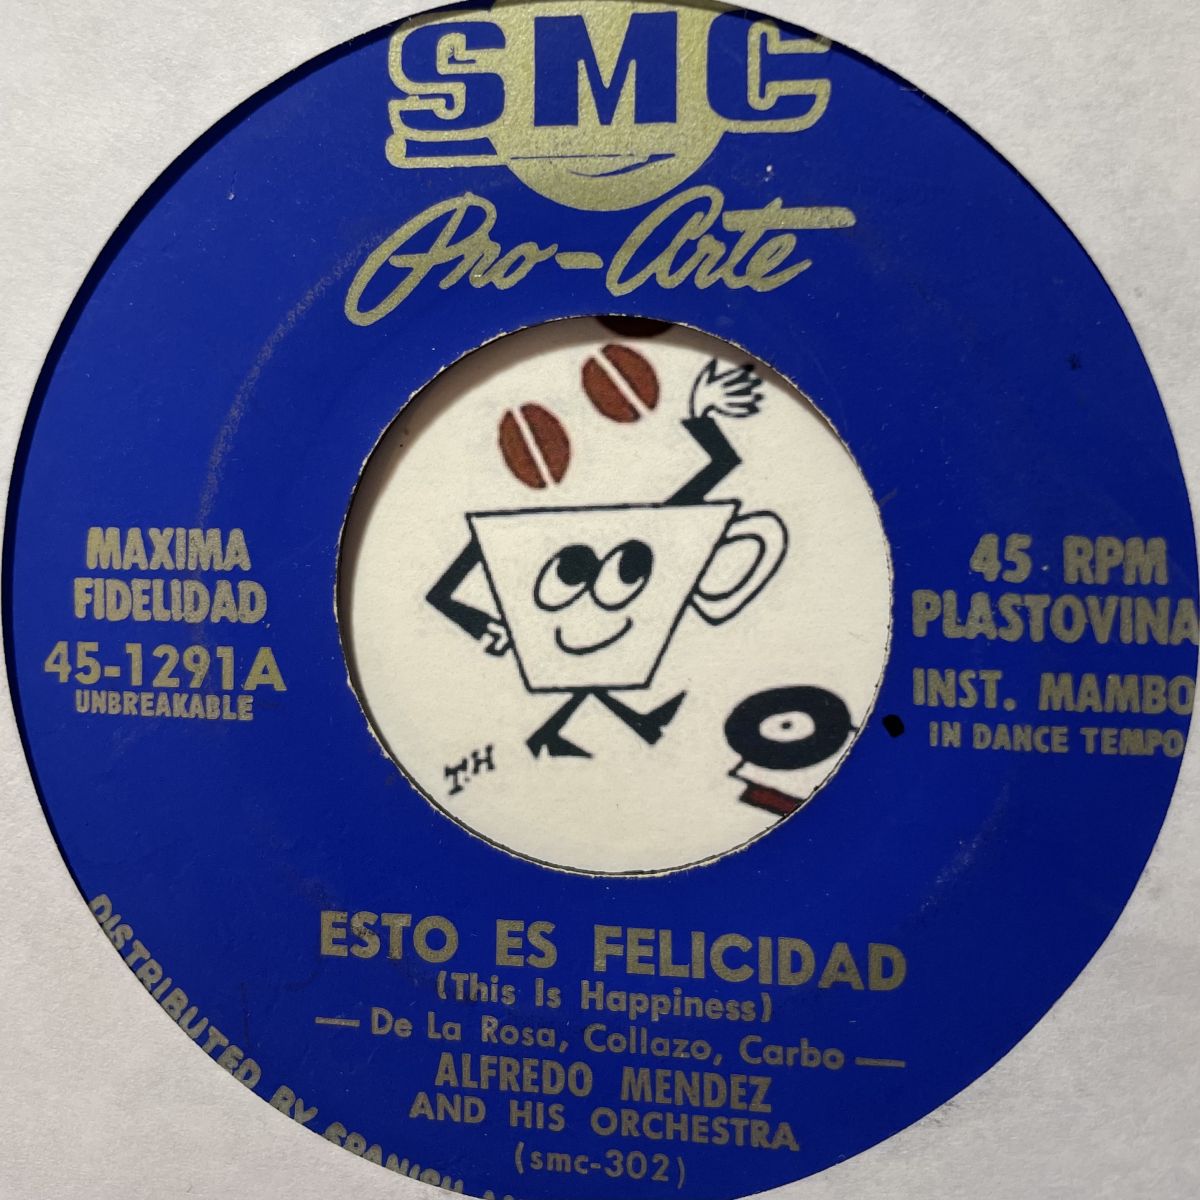 SMC
Pro-Arte
MAXIMA
FIDELIDAD
45-1291A
UNBREAKABLE
45 RPM
PLASTOVINA
INST. MAMBO
IN DANCE TEMPO
T.H
ESTO ES FELICIDAD
(This Is Happiness)
— De La Rosa, Collazo, Carbo —
ALFREDO MENDEZ
AND HIS ORCHESTRA
(smc-302)
DISTRIBUTED BY SPANISH